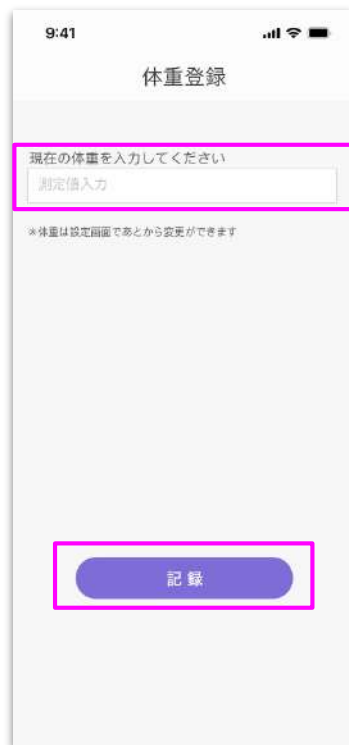 9:41
体重登録
現在の体重を入力してください
測定値入力
※体重は設定画面であとから変更ができます
記録